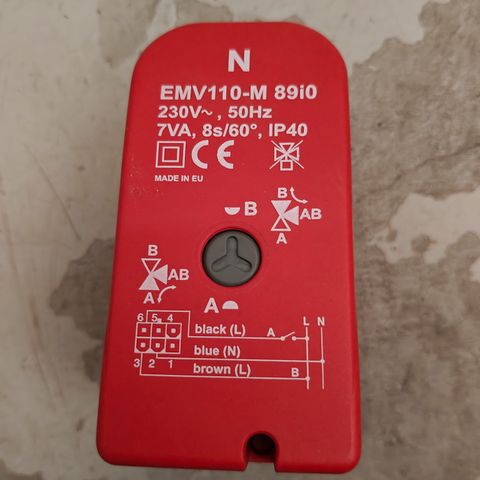 N
EMV110-M 89i0
230V~, 50Hz
7VA, 8s/60°, IP40
CE
MADE IN EU
B
B
AB
A
B
AB
A
A
6 5 4
black (L)
A
L N
blue (N)
3 2 1
brown (L)
B